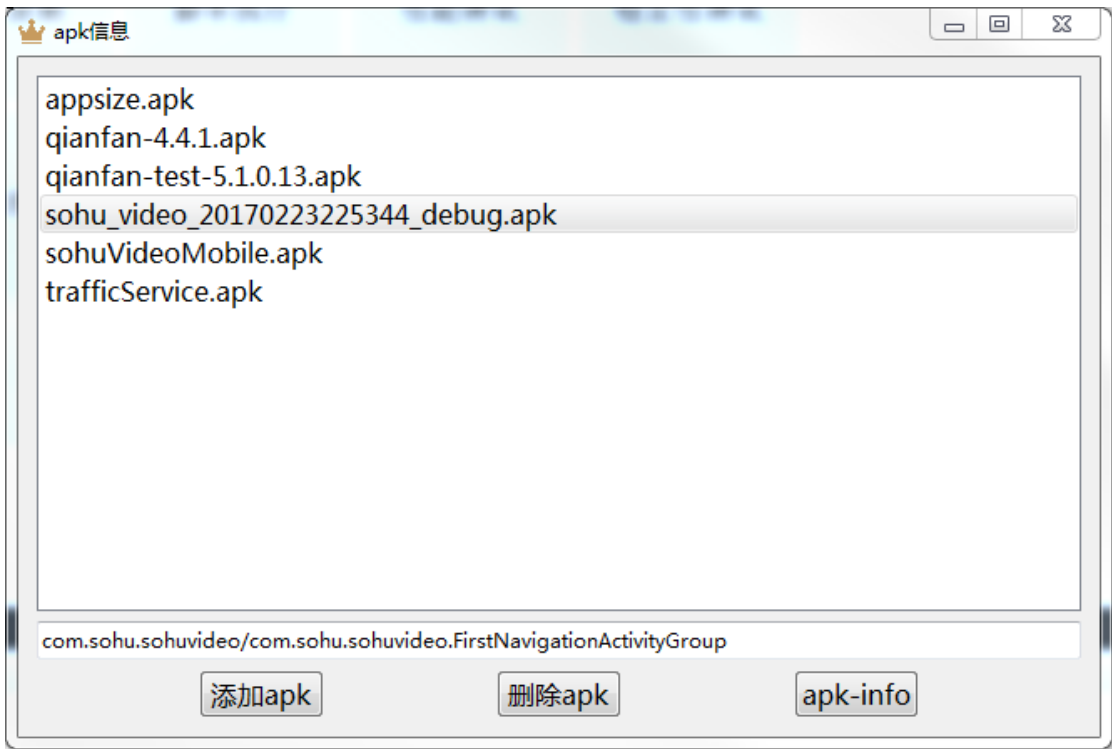 apk信息
appsize.apk
qianfan-4.4.1.apk
qianfan-test-5.1.0.13.apk
sohu_video_20170223225344_debug.apk
sohuVideoMobile.apk
trafficService.apk
com.sohu.sohuvideo/com.sohu.sohuvideo.FirstNavigationActivityGroup
添加apk 删除apk apk-info